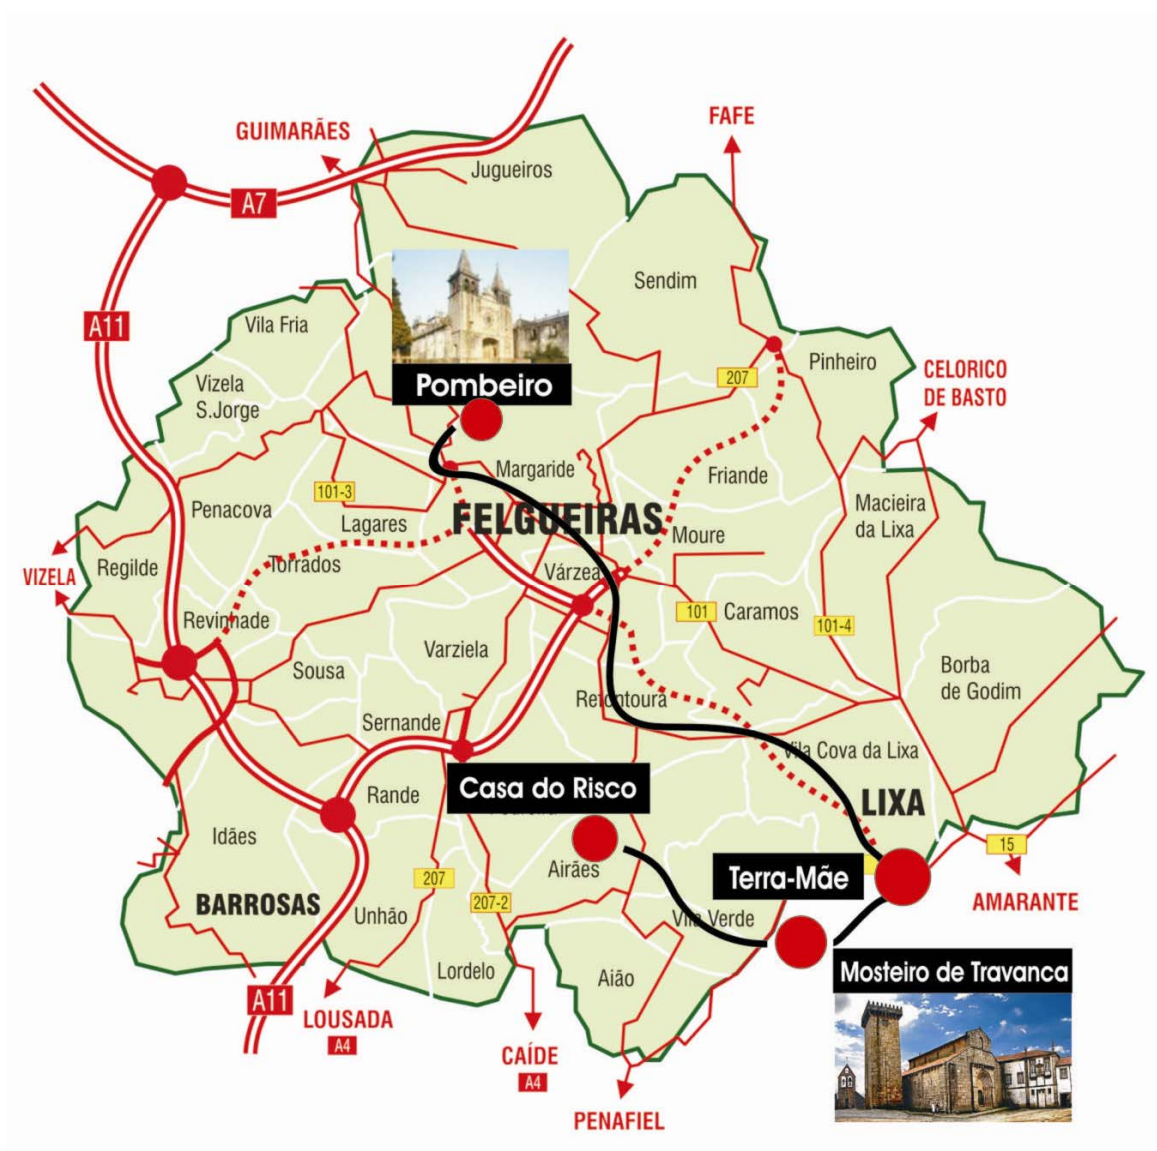 GUIMARÃES
FAFE
Jugueiros
A7
Sendim
A11
Vila Fria
Pinheiro
CELORICO
DE BASTO
207
Vizela
S.Jorge
Pombeiro
Margaride
Friande
101-3
Penacova
Lagares
FELGUEIRAS
Macieira
da Lixa
Moure
VIZELA
Regilde
Torrados
Várzea
Revinhade
101
Caramos
101-4
Varziela
Sousa
Borba
de Godim
Refontoura
Sernande
Vila Cova da Lixa
Casa do Risco
Rande
LIXA
Idães
15
Airães
Terra-Mãe
207
207-2
BARROSAS
AMARANTE
Unhão
Vila Verde
Lordelo
Aião
Mosteiro de Travanca
A11
LOUSADA
A4
CAÍDE
A4
PENAFIEL